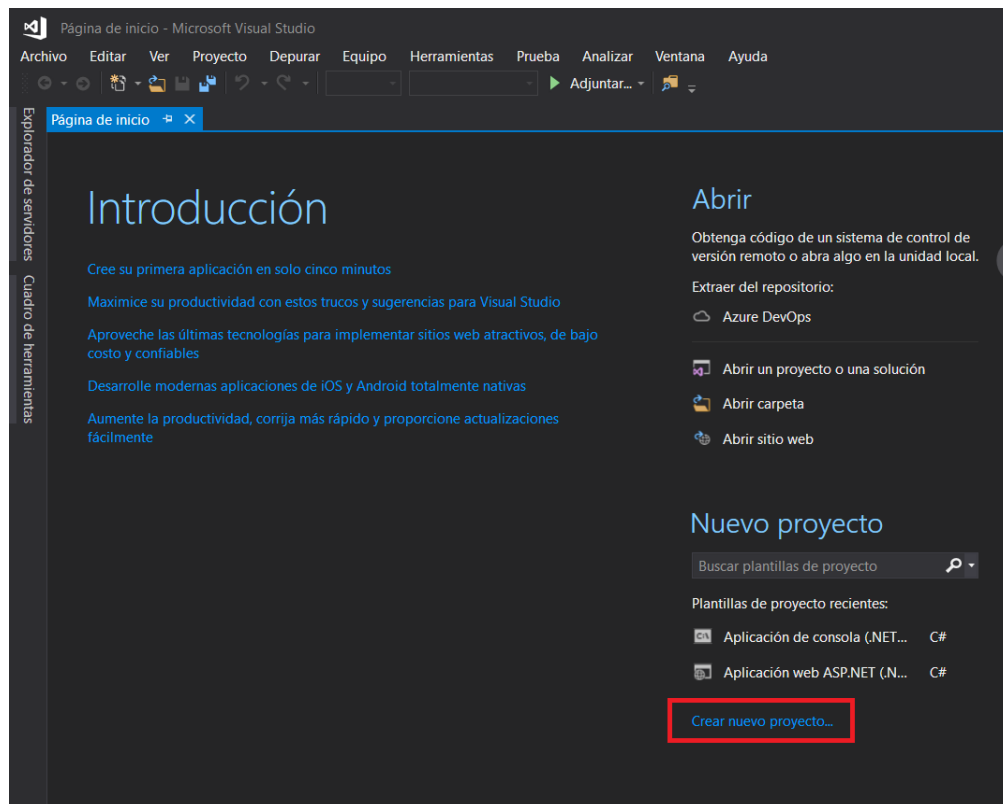 Página de inicio - Microsoft Visual Studio
Archivo Editar Ver Proyecto Depurar Equipo Herramientas Prueba Analizar Ventana Ayuda
Adjuntar...
Explorador de servidores
Cuadro de herramientas
Página de inicio
Introducción
Cree su primera aplicación en solo cinco minutos
Maximice su productividad con estos trucos y sugerencias para Visual Studio
Aproveche las últimas tecnologías para implementar sitios web atractivos, de bajo
costo y confiables
Desarrolle modernas aplicaciones de iOS y Android totalmente nativas
Aumente la productividad, corrija más rápido y proporcione actualizaciones
fácilmente
Abrir
Obtenga código de un sistema de control de
versión remoto o abra algo en la unidad local.
Extraer del repositorio:
Azure DevOps
Abrir un proyecto o una solución
Abrir carpeta
Abrir sitio web
Nuevo proyecto
Buscar plantillas de proyecto
Plantillas de proyecto recientes:
Aplicación de consola (.NET... C#
Aplicación web ASP.NET (.N... C#
Crear nuevo proyecto...